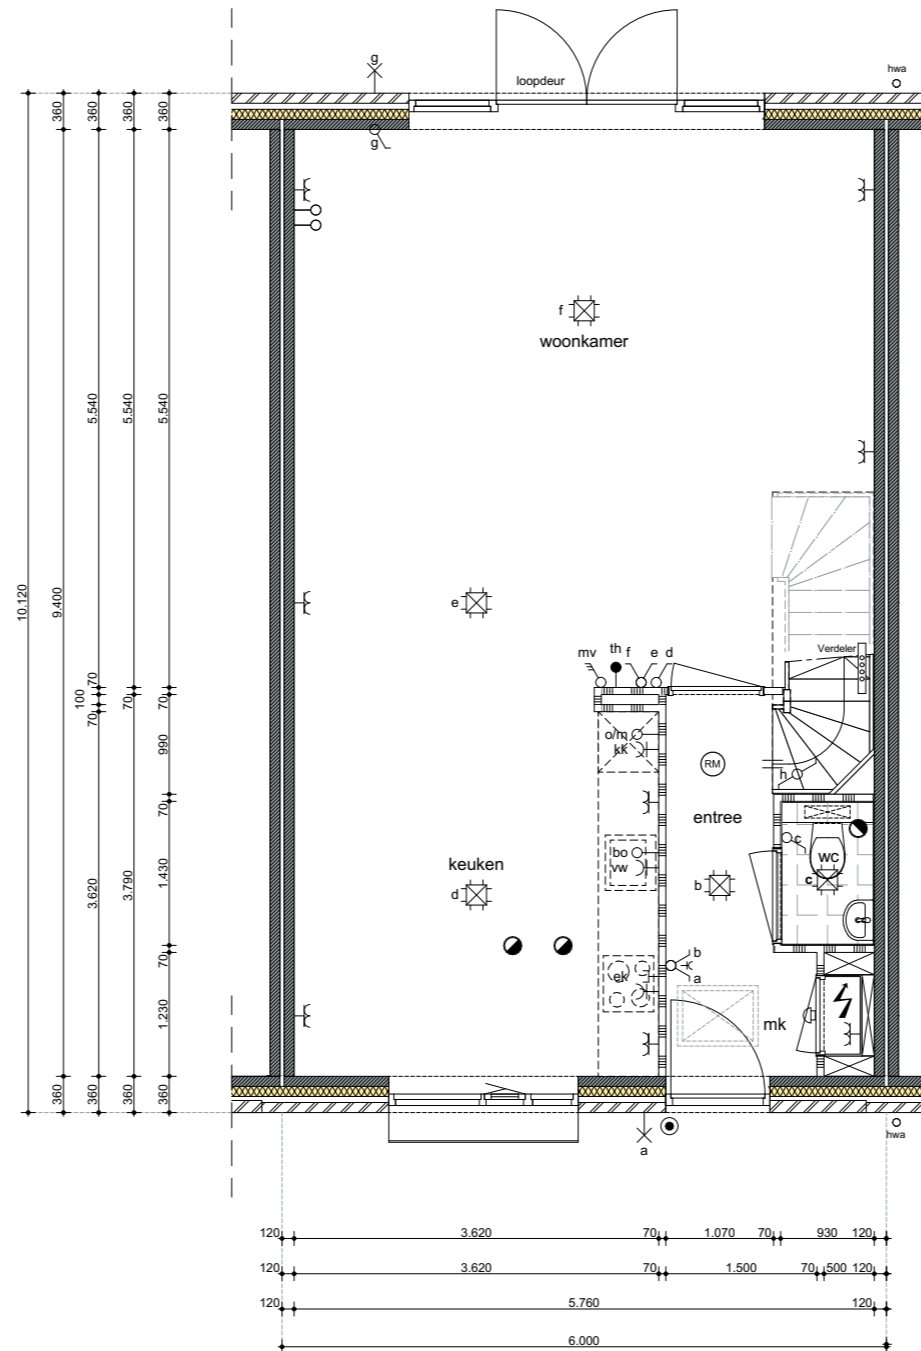 g
loopdeur
hwa
g
360 360 360 360
f
woonkamer
5.540 5.540 5.540
10.120
9.400
e
Verdeler
mv th f e d
70
100 70 70
70
o/m
kk
RM
h
990
entree
70
c
bo
vw
WC
c
keuken
d
b
3.620 3.790 1.430
70
b
a
ek
mk
1.230
360 360 360 360
a
hwa
120 3.620 70 1.070 70 930 120
120 3.620 70 1.500 70 500 120
120 5.760 120
6.000